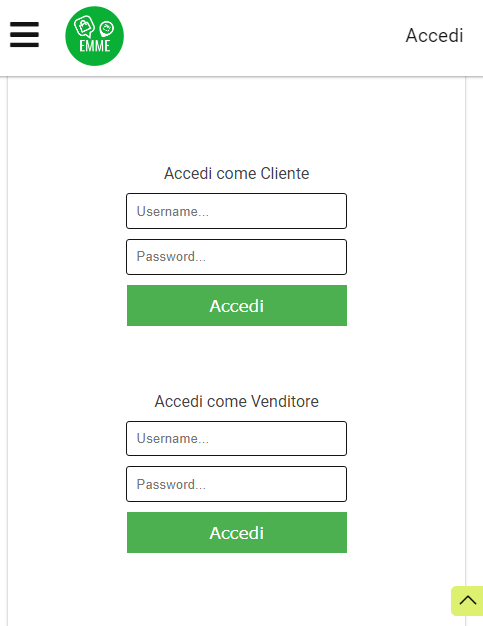 EMME
Accedi
Accedi come Cliente
Username...
Password...
Accedi
Accedi come Venditore
Username...
Password...
Accedi